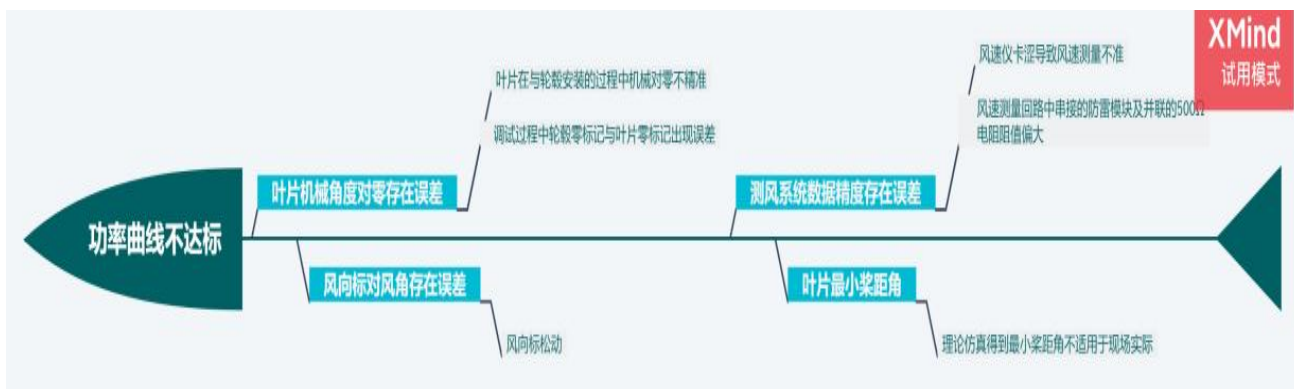 XMind
试用模式
风速仪卡涩导致风速测量不准
叶片在与轮毂安装的过程中机械对零不精准
风速测量回路中串接的防雷模块及并联的500Ω
电阻阻值偏大
调试过程中轮毂零标记与叶片零标记出现误差
叶片机械角度对零存在误差
测风系统数据精度存在误差
功率曲线不达标
风向标对风角存在误差
叶片最小桨距角
风向标松动
理论仿真得到最小桨距角不适用于现场实际